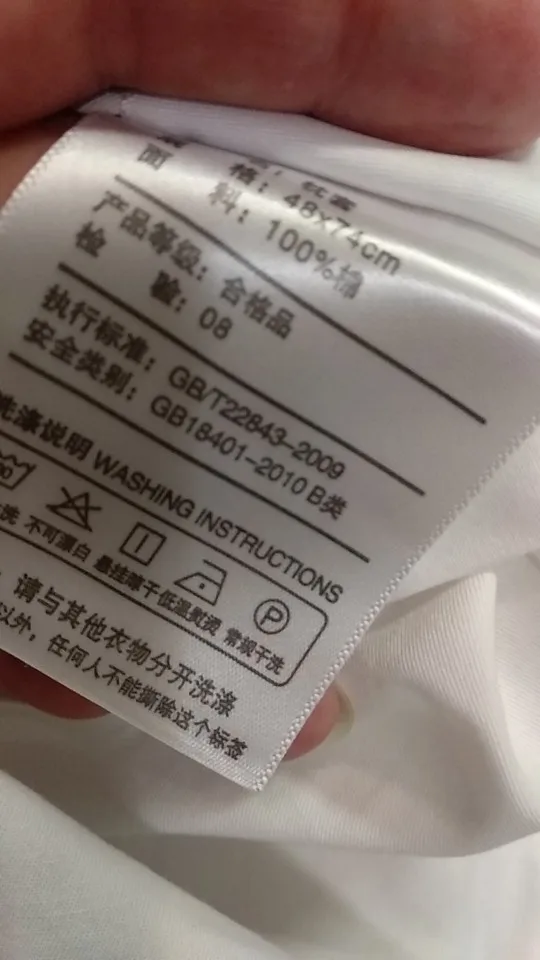 格：48x74cm
面 料：100%棉
产品等级：合格品
检 验：08
执行标准：GB/T22843-2009
安全类别：GB18401-2010 B类
洗涤说明 WASHING INSTRUCTIONS
P
洗 不可漂白 悬挂晾干 低温熨烫 常规干洗
请与其他衣物分开洗涤
以外，任何人不能撕除这个标签